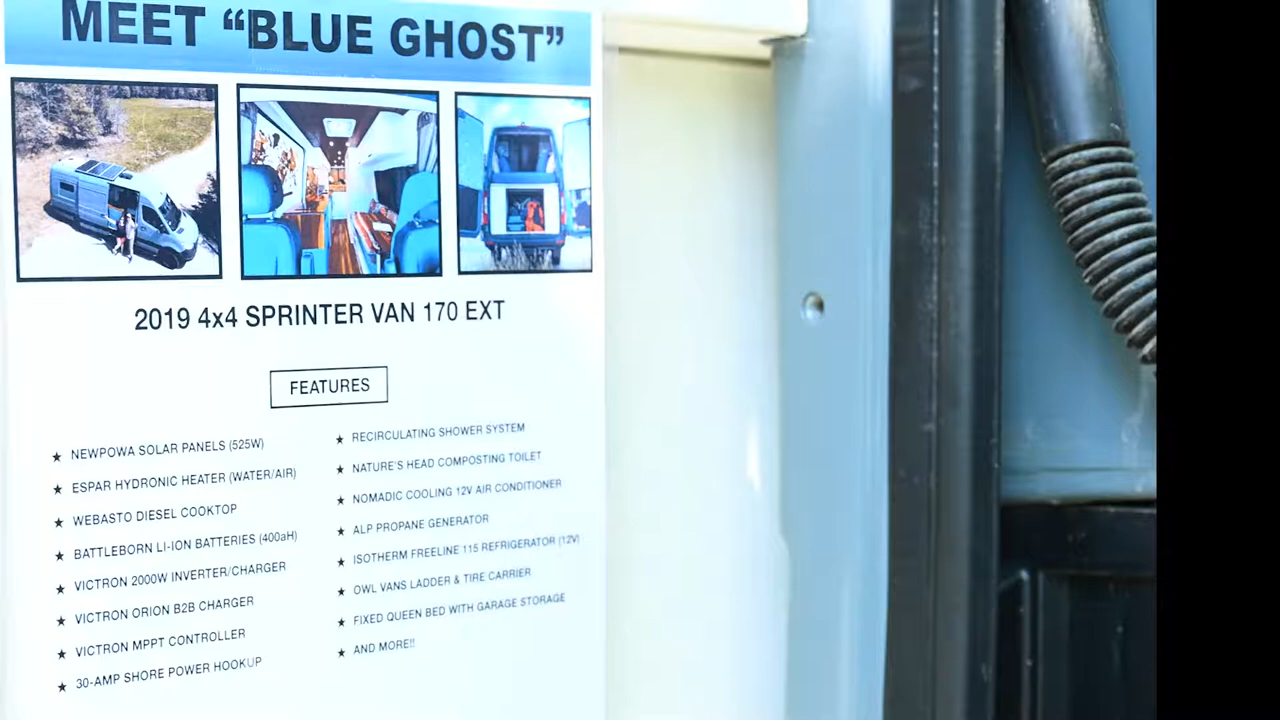 MEET “BLUE GHOST”
2019 4x4 SPRINTER VAN 170 EXT
FEATURES
★ NEWPOWA SOLAR PANELS (525W)
★ ESPAR HYDRONIC HEATER (WATER/AIR)
★ WEBASTO DIESEL COOKTOP
★ BATTLEBORN LI-ION BATTERIES (400aH)
★ VICTRON 2000W INVERTER/CHARGER
★ VICTRON ORION B2B CHARGER
★ VICTRON MPPT CONTROLLER
★ 30-AMP SHORE POWER HOOKUP
★ RECIRCULATING SHOWER SYSTEM
★ NATURE'S HEAD COMPOSTING TOILET
★ NOMADIC COOLING 12V AIR CONDITIONER
★ ALP PROPANE GENERATOR
★ ISOTHERM FREELINE 115 REFRIGERATOR (12V)
★ OWL VANS LADDER & TIRE CARRIER
★ FIXED QUEEN BED WITH GARAGE STORAGE
★ AND MORE!!